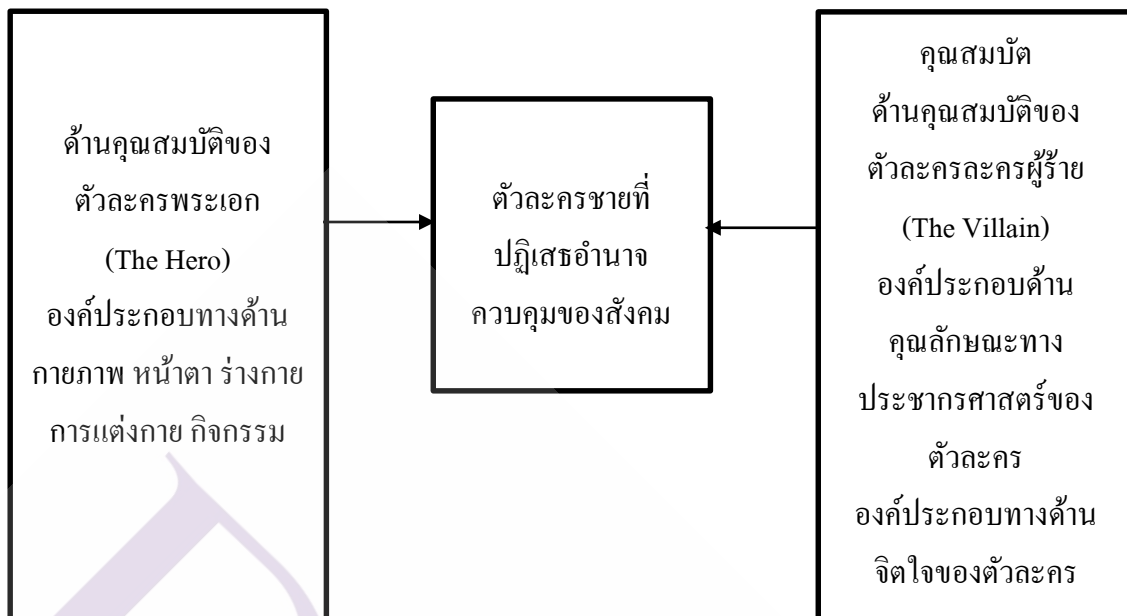 ด้านคุณสมบัติของ
ตัวละครพระเอก
(The Hero)
องค์ประกอบทางด้าน
กายภาพ หน้าตา ร่างกาย
การแต่งกาย กิจกรรม
ตัวละครชายที่
ปฏิเสธอำนาจ
ควบคุมของสังคม
คุณสมบัต
ด้านคุณสมบัติของ
ตัวละครละครผู้ร้าย
(The Villain)
องค์ประกอบด้าน
คุณลักษณะทาง
ประชากรศาสตร์ของ
ตัวละคร
องค์ประกอบทางด้าน
จิตใจของตัวละคร